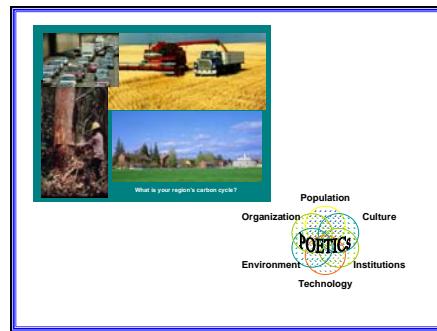 What is your region's carbon cycle?
Population
Organization
Culture
POETICs
Environment
Institutions
Technology